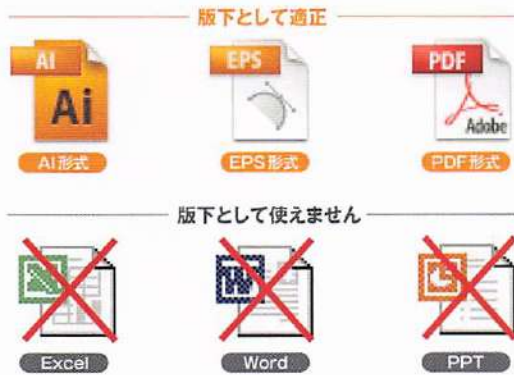 版下として適正
AI
EPS
PDF
Ai
Adobe
AI形式
EPS形式
PDF形式
版下として使えません
W
Excel
Word
PPT